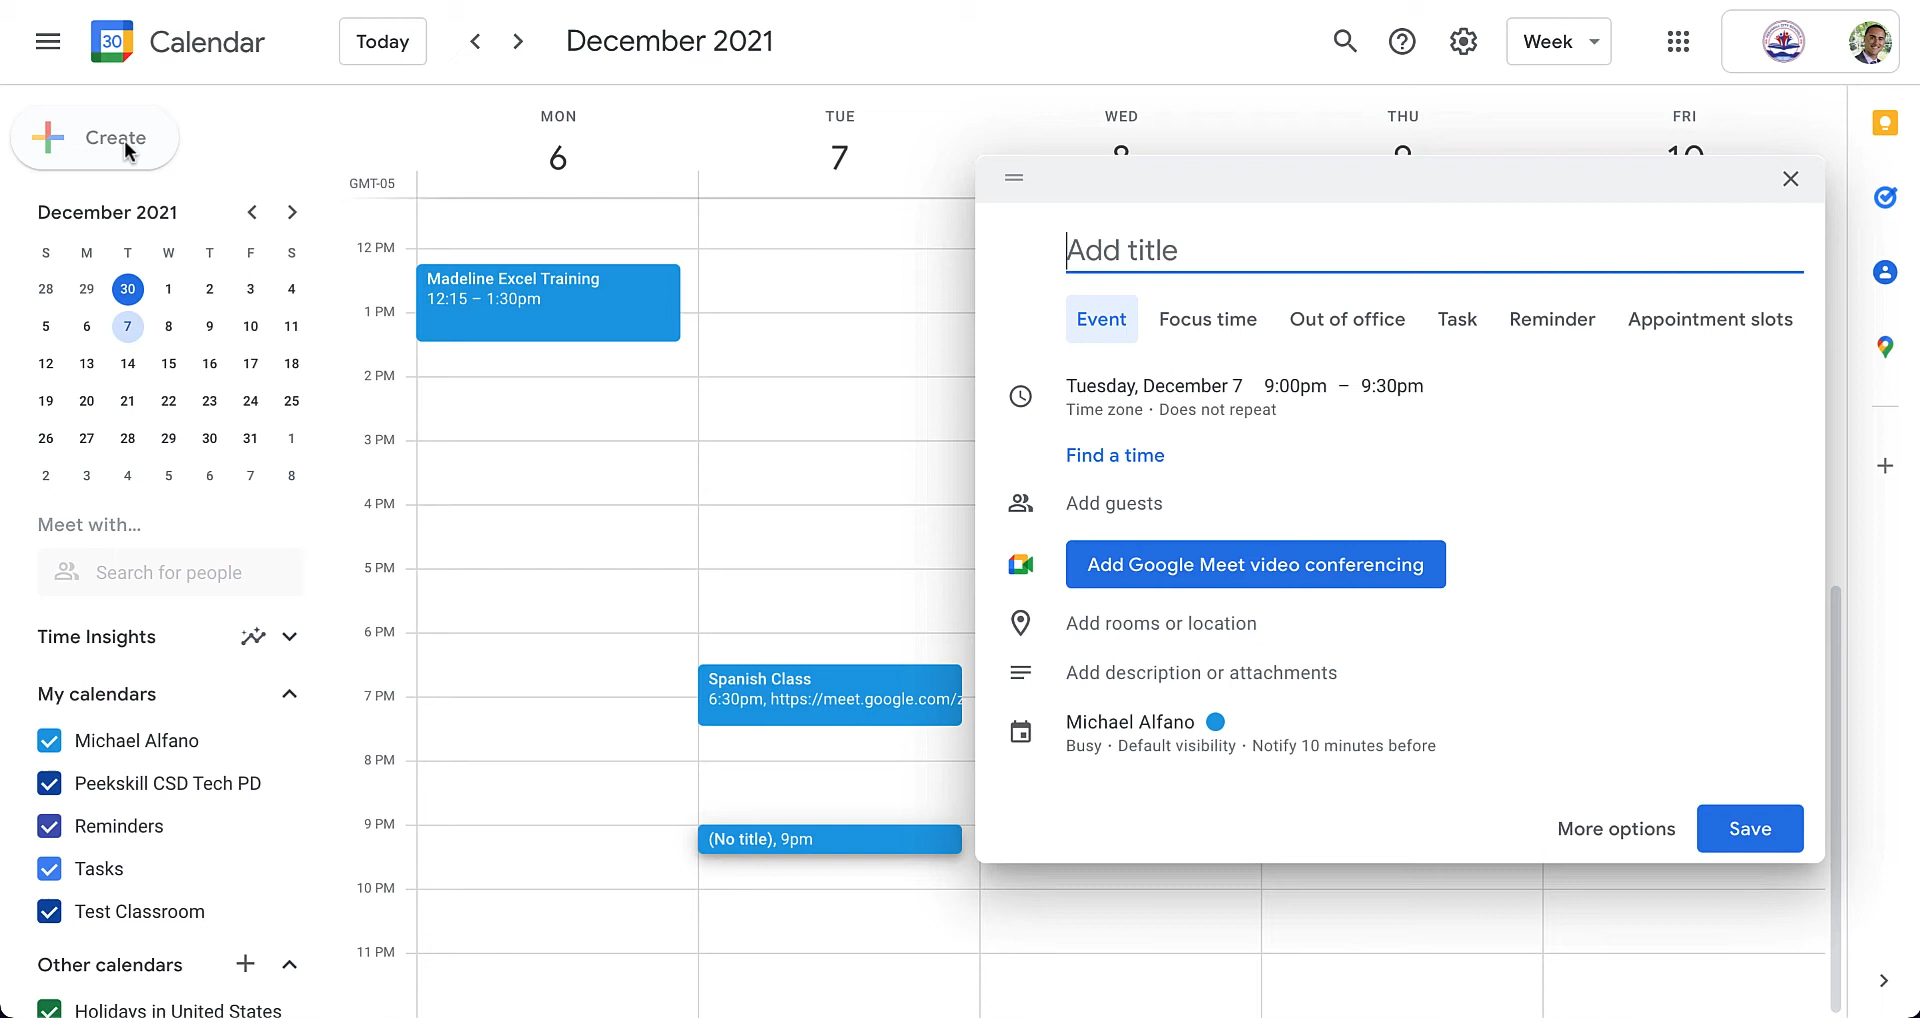 30 Calendar Today December 2021 Week
Create
December 2021
S M T W T F S
28 29 30 1 2 3 4
5 6 7 8 9 10 11
12 13 14 15 16 17 18
19 20 21 22 23 24 25
26 27 28 29 30 31 1
2 3 4 5 6 7 8
Meet with...
Search for people
Time Insights
My calendars
Michael Alfano
Peekskill CSD Tech PD
Reminders
Tasks
Test Classroom
Other calendars
Holidays in United States
MON TUE WED THU FRI
6 7 8 9 10
GMT-05
12 PM
1 PM
2 PM
3 PM
4 PM
5 PM
6 PM
7 PM
8 PM
9 PM
10 PM
11 PM
Madeline Excel Training
12:15 – 1:30pm
Spanish Class
6:30pm, https://meet.google.com/z
(No title), 9pm
Add title
Event Focus time Out of office Task Reminder Appointment slots
Tuesday, December 7 9:00pm – 9:30pm
Time zone · Does not repeat
Find a time
Add guests
Add Google Meet video conferencing
Add rooms or location
Add description or attachments
Michael Alfano
Busy · Default visibility · Notify 10 minutes before
More options Save